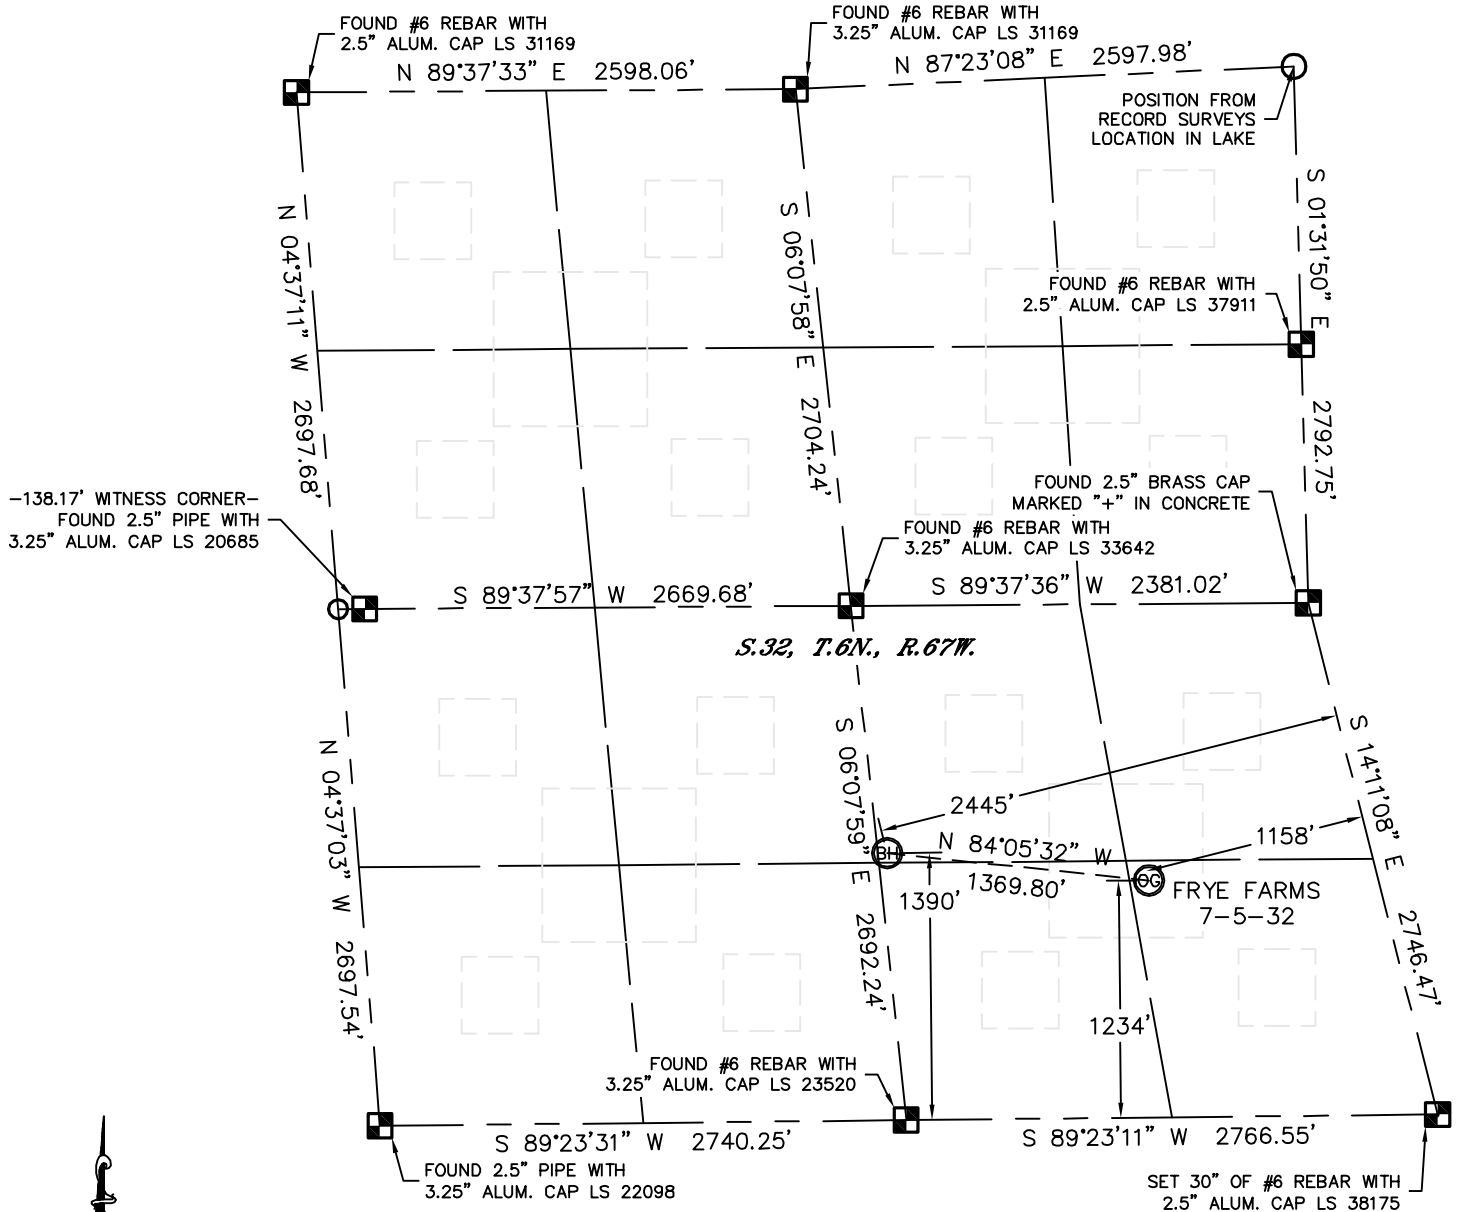 FOUND #6 REBAR WITH
2.5" ALUM. CAP LS 31169
FOUND #6 REBAR WITH
3.25" ALUM. CAP LS 31169
N 89°37'33" E 2598.06'
N 87°23'08" E 2597.98'
POSITION FROM
RECORD SURVEYS
LOCATION IN LAKE
N 04°37'11" W 2697.68'
S 06°07'58" E 2704.24'
S 01°31'50" E 2792.75'
FOUND #6 REBAR WITH
2.5" ALUM. CAP LS 37911
-138.17' WITNESS CORNER-
FOUND 2.5" PIPE WITH
3.25" ALUM. CAP LS 20685
FOUND 2.5" BRASS CAP
MARKED "+" IN CONCRETE
FOUND #6 REBAR WITH
3.25" ALUM. CAP LS 33642
S 89°37'57" W 2669.68'
S 89°37'36" W 2381.02'
S.32, T.6N., R.67W.
N 04°37'03" W 2697.54'
S 06°07'59" E 2692.24'
S 14°11'08" E 2746.47'
2445'
1158'
BH
N 84°05'32" W
1369.80'
OG
FRYE FARMS
7-5-32
1390'
1234'
FOUND #6 REBAR WITH
3.25" ALUM. CAP LS 23520
S 89°23'31" W 2740.25'
S 89°23'11" W 2766.55'
FOUND 2.5" PIPE WITH
3.25" ALUM. CAP LS 22098
SET 30" OF #6 REBAR WITH
2.5" ALUM. CAP LS 38175